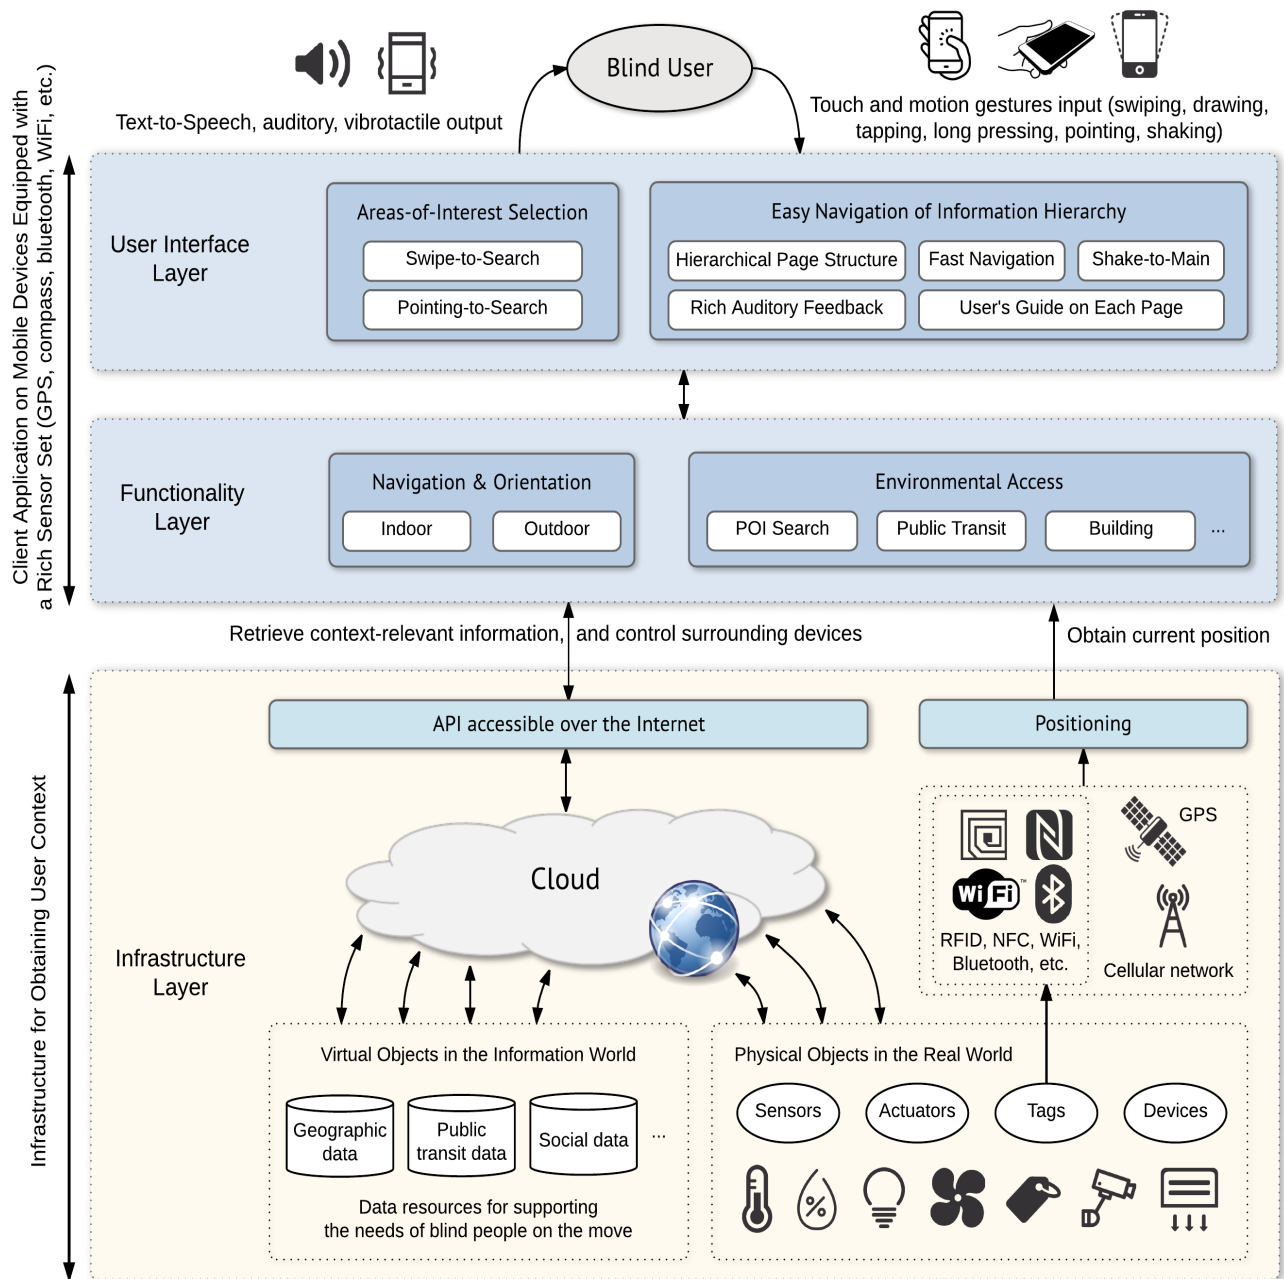 Blind User
Text-to-Speech, auditory, vibrotactile output
Touch and motion gestures input (swiping, drawing,
tapping, long pressing, pointing, shaking)
Client Application on Mobile Devices Equipped with
a Rich Sensor Set (GPS, compass, bluetooth, WiFi, etc.)
User Interface
Layer
Areas-of-Interest Selection
Swipe-to-Search
Pointing-to-Search
Easy Navigation of Information Hierarchy
Hierarchical Page Structure
Fast Navigation
Shake-to-Main
Rich Auditory Feedback
User's Guide on Each Page
Functionality
Layer
Navigation & Orientation
Indoor
Outdoor
Environmental Access
POI Search
Public Transit
Building
...
Retrieve context-relevant information, and control surrounding devices
Obtain current position
Infrastructure for Obtaining User Context
Infrastructure
Layer
API accessible over the Internet
Positioning
Cloud
GPS
WiFi™
RFID, NFC, WiFi,
Bluetooth, etc.
Cellular network
Virtual Objects in the Information World
Geographic
data
Public
transit data
Social data
...
Data resources for supporting
the needs of blind people on the move
Physical Objects in the Real World
Sensors
Actuators
Tags
Devices
%